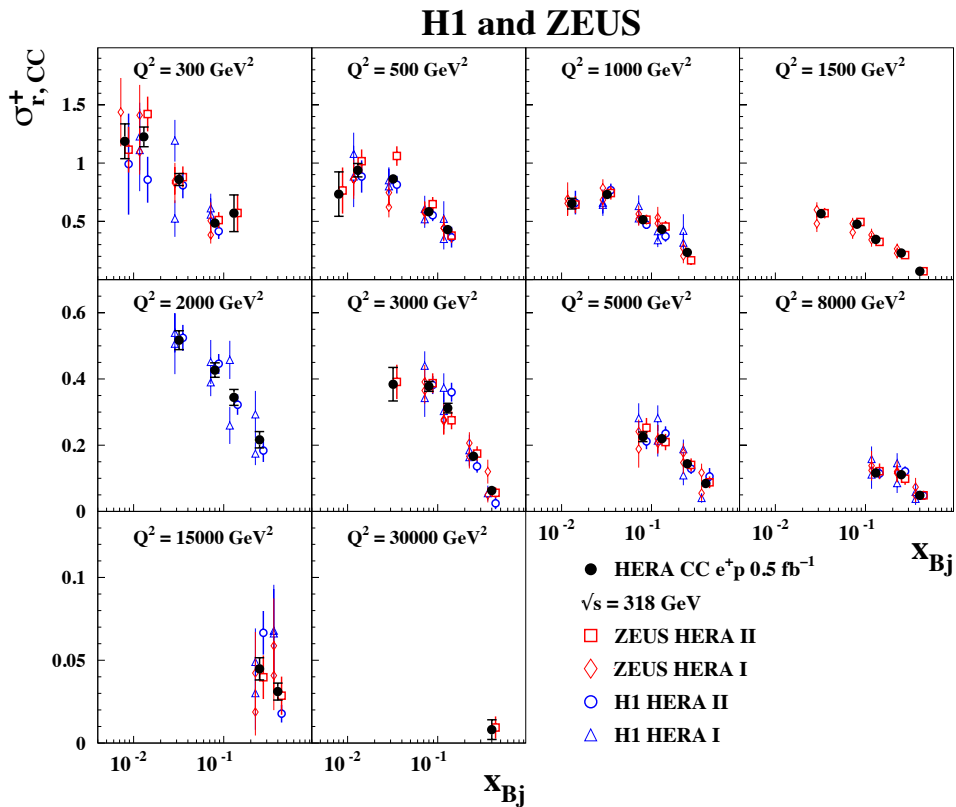 H1 and ZEUS
σ⁺r, CC
Q² = 300 GeV²
Q² = 500 GeV²
Q² = 1000 GeV²
Q² = 1500 GeV²
1.5
1
0.5
Q² = 2000 GeV²
Q² = 3000 GeV²
Q² = 5000 GeV²
Q² = 8000 GeV²
0.6
0.4
0.2
0
10⁻² 10⁻¹ 10⁻² 10⁻¹
xBj
Q² = 15000 GeV²
Q² = 30000 GeV²
0.1
0.05
0
10⁻² 10⁻¹ 10⁻² 10⁻¹
xBj
HERA CC e⁺p 0.5 fb⁻¹
√s = 318 GeV
ZEUS HERA II
ZEUS HERA I
H1 HERA II
H1 HERA I